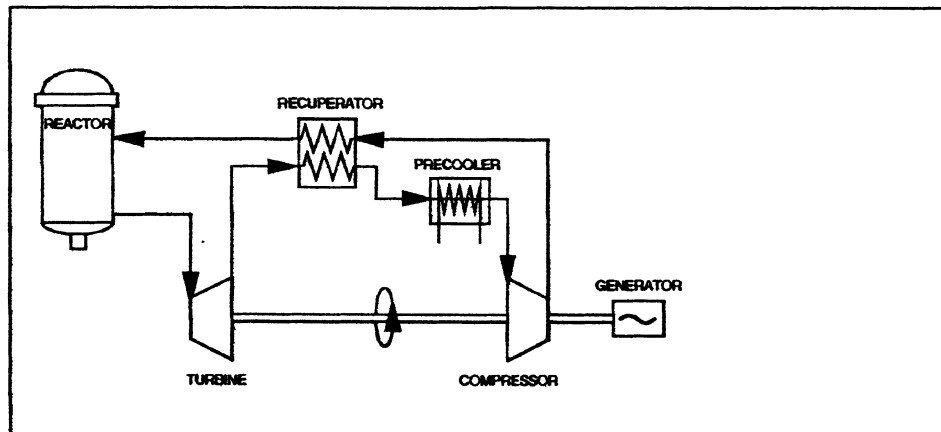 RECUPERATOR
REACTOR
PRECOOLER
GENERATOR
TURBINE
COMPRESSOR